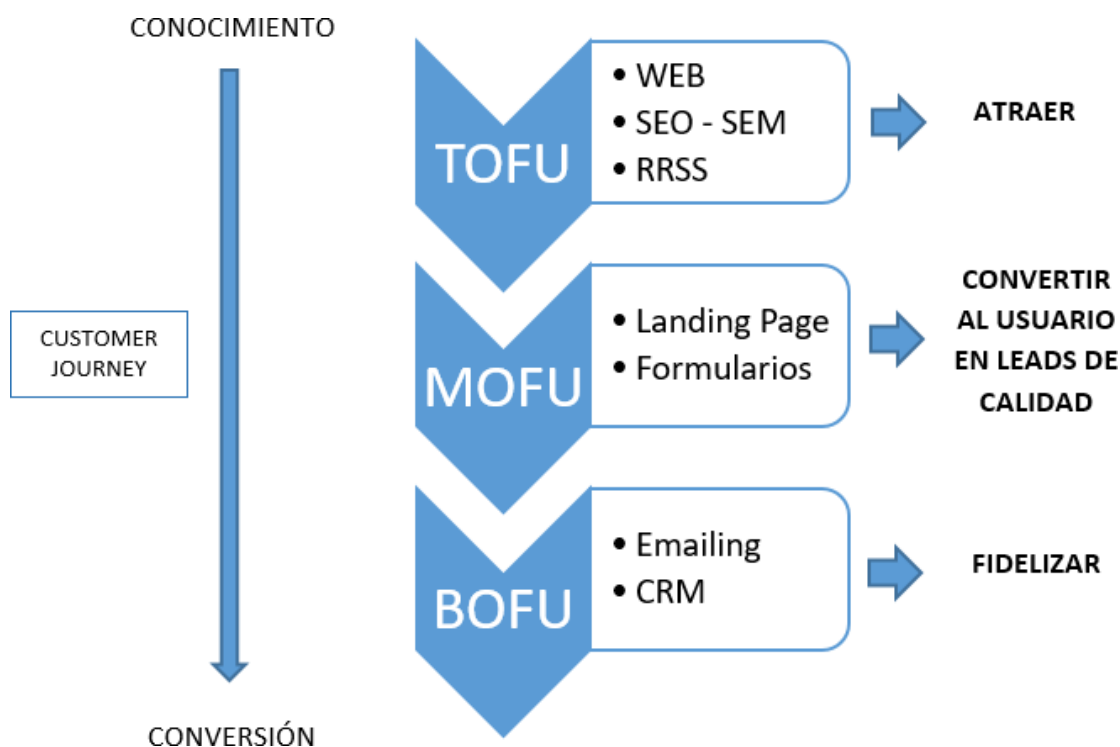 CONOCIMIENTO
CUSTOMER
JOURNEY
CONVERSIÓN
TOFU
• WEB
• SEO - SEM
• RRSS
ATRAER
MOFU
• Landing Page
• Formularios
CONVERTIR
AL USUARIO
EN LEADS DE
CALIDAD
BOFU
• Emailing
• CRM
FIDELIZAR